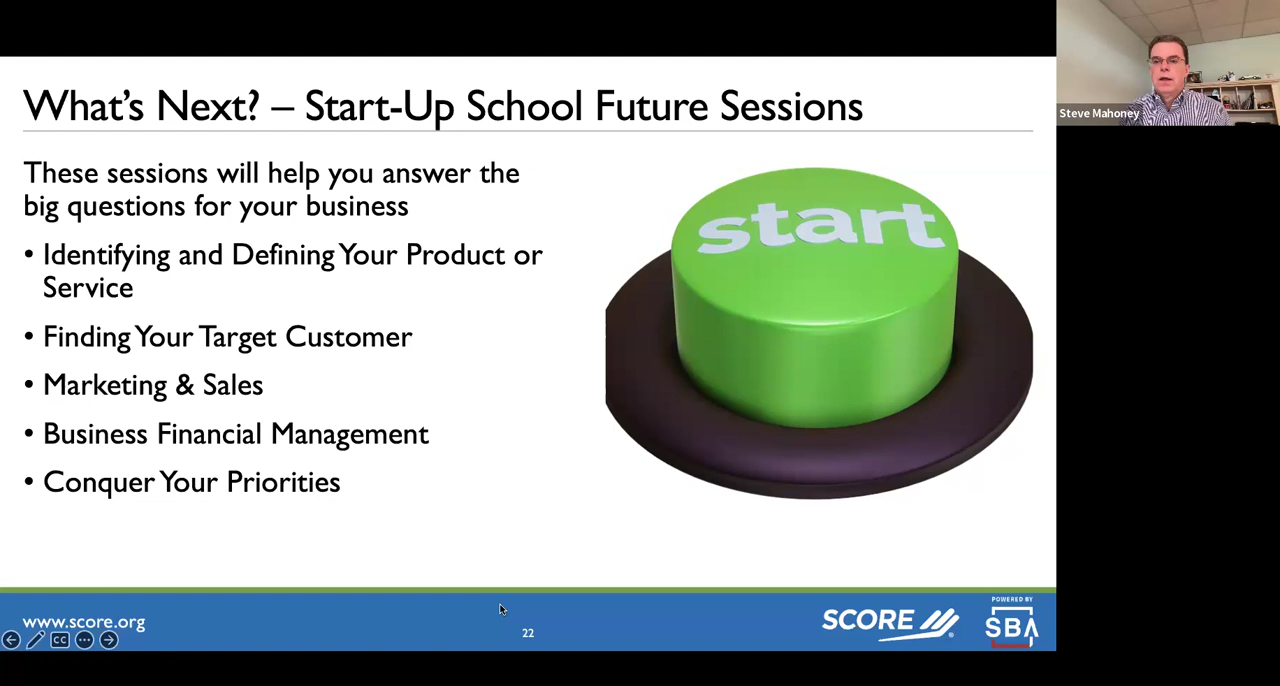 What's Next? – Start-Up School Future Sessions
These sessions will help you answer the
big questions for your business
• Identifying and Defining Your Product or
Service
• Finding Your Target Customer
• Marketing & Sales
• Business Financial Management
• Conquer Your Priorities
start
Steve Mahoney
www.score.org
CC
22
SCORE
®
POWERED BY
SBA